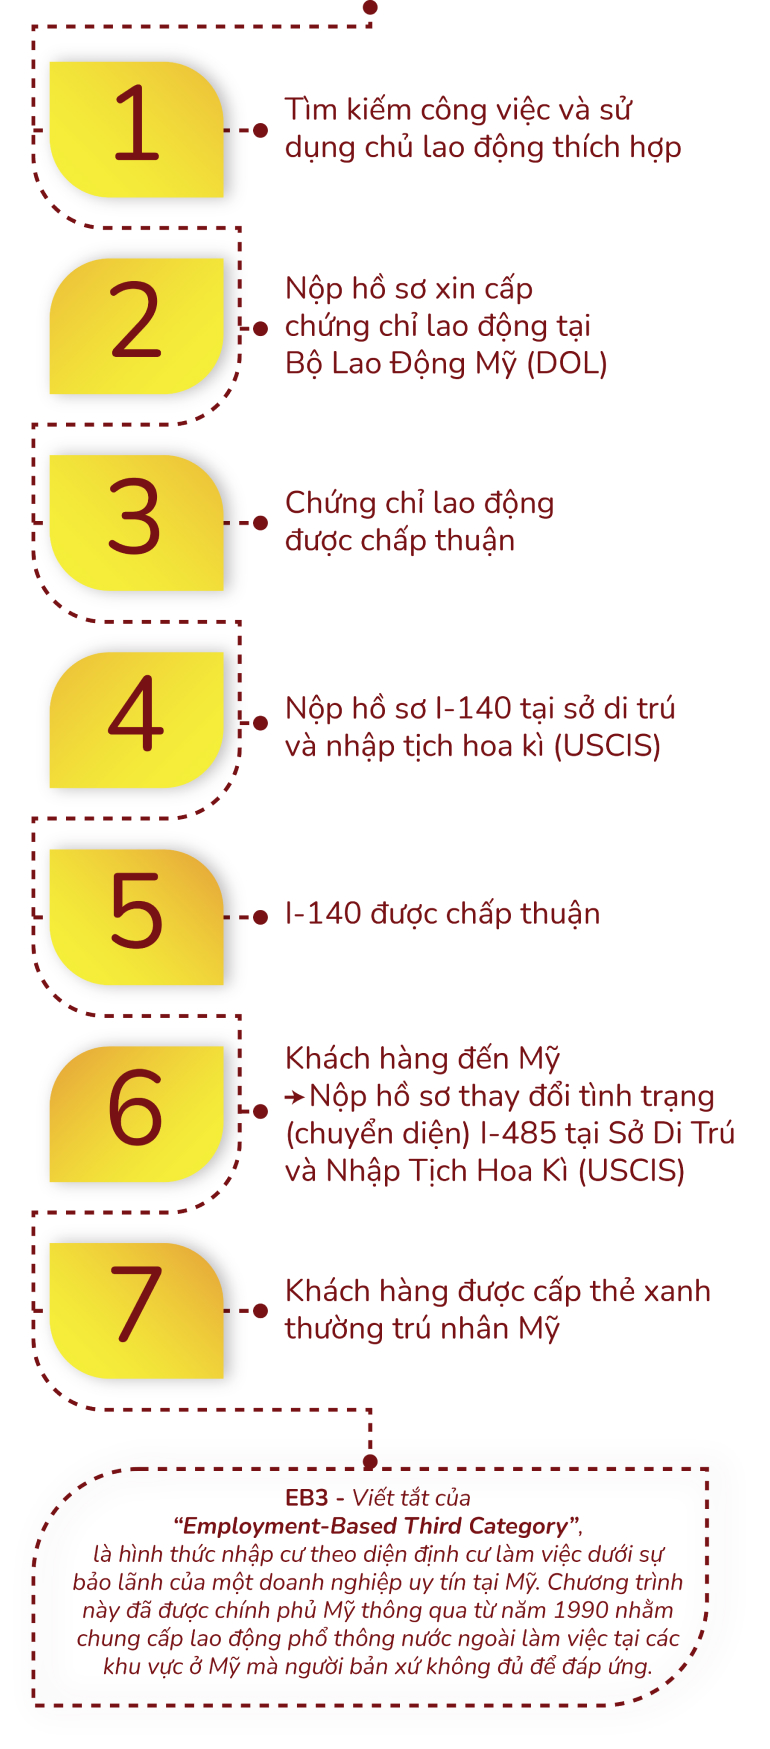 1
Tìm kiếm công việc và sử
dụng chủ lao động thích hợp
2
Nộp hồ sơ xin cấp
chứng chỉ lao động tại
Bộ Lao Động Mỹ (DOL)
3
Chứng chỉ lao động
được chấp thuận
4
Nộp hồ sơ I-140 tại sở di trú
và nhập tịch hoa kì (USCIS)
5
I-140 được chấp thuận
6
Khách hàng đến Mỹ
→ Nộp hồ sơ thay đổi tình trạng
(chuyển diện) I-485 tại Sở Di Trú
và Nhập Tịch Hoa Kì (USCIS)
7
Khách hàng được cấp thẻ xanh
thường trú nhân Mỹ
EB3 - Viết tắt của
“Employment-Based Third Category”,
là hình thức nhập cư theo diện định cư làm việc dưới sự
bảo lãnh của một doanh nghiệp uy tín tại Mỹ. Chương trình
này đã được chính phủ Mỹ thông qua từ năm 1990 nhằm
chung cấp lao động phổ thông nước ngoài làm việc tại các
khu vực ở Mỹ mà người bản xứ không đủ để đáp ứng.